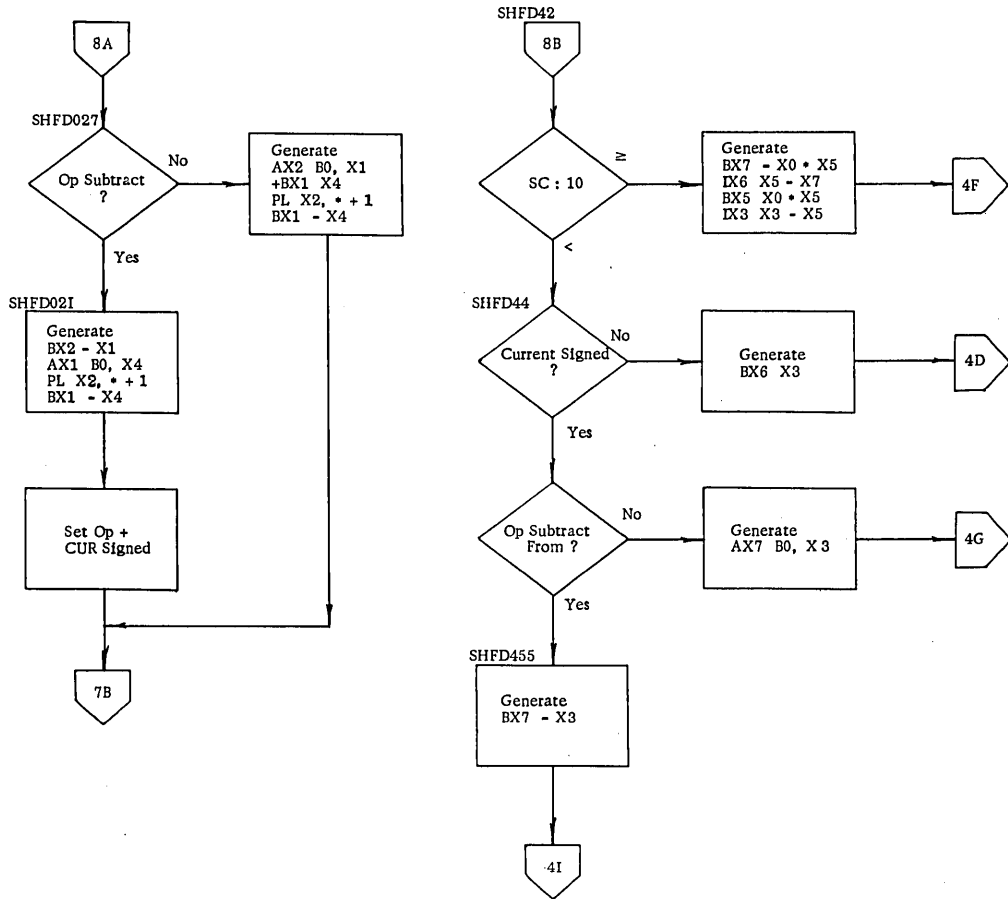 8A
SHFD027
Op Subtract
?
No
Generate
AX2 B0, X1
+BX1 X4
PL X2, * + 1
BX1 - X4
Yes
SHFD02I
Generate
BX2 - X1
AX1 B0, X4
PL X2, * + 1
BX1 - X4
Set Op +
CUR Signed
7B
SHFD42
8B
SC : 10
≥
Generate
BX7 - X0 * X5
IX6 X5 - X7
BX5 X0 * X5
IX3 X3 - X5
4F
<
SHFD44
Current Signed
?
No
Generate
BX6 X3
4D
Yes
Op Subtract
From ?
No
Generate
AX7 B0, X3
4G
Yes
SHFD455
Generate
BX7 - X3
4I